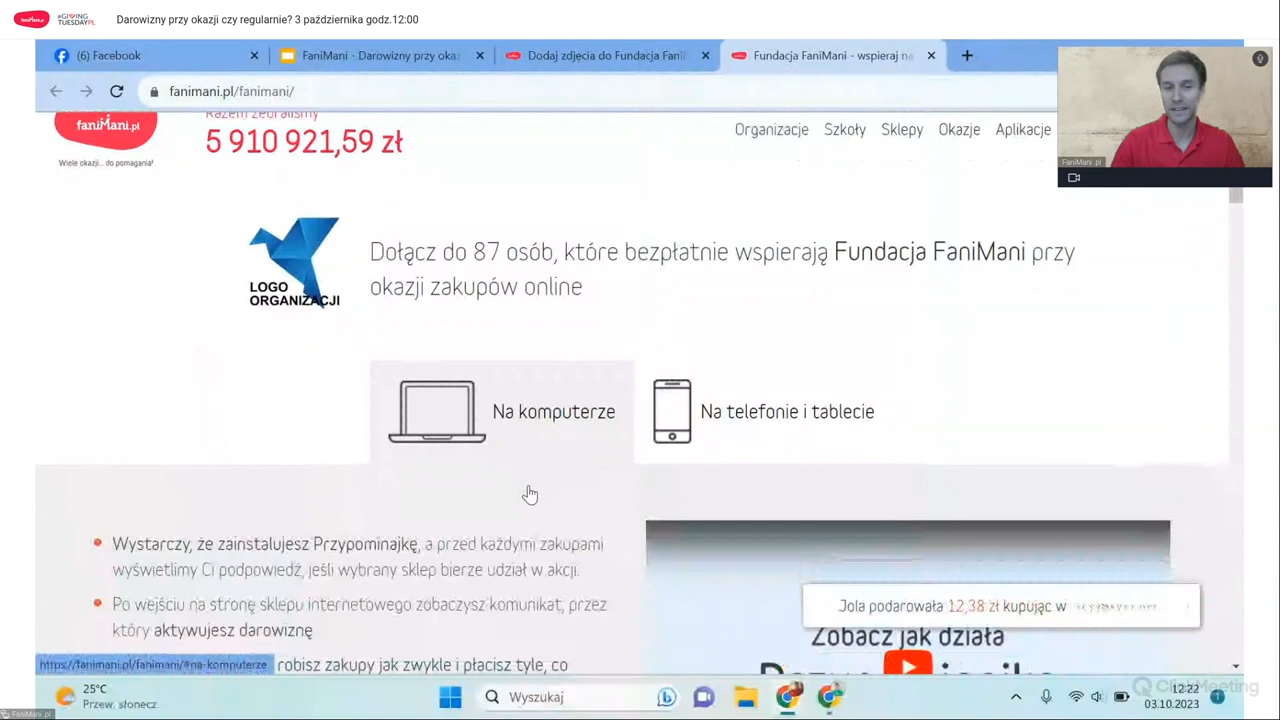 faniMani.pl
#GIVING
TUESDAYPL
Darowizny przy okazji czy regularnie? 3 października godz.12:00
(6) Facebook
FaniMani - Darowizny przy oka
Dodaj zdjęcia do Fundacja Fani
Fundacja FaniMani - wspieraj na
fanimani.pl/fanimani/
Razem zebraliśmy
faniMani.pl
5 910 921,59 zł
Wiele okazji... do pomagania!
Organizacje
Szkoły
Sklepy
Okazje
Aplikacje
FaniMani .pl
LOGO
ORGANIZACJI
Dołącz do 87 osób, które bezpłatnie wspierają Fundacja FaniMani przy
okazji zakupów online
Na komputerze
Na telefonie i tablecie
Wystarczy, że zainstalujesz Przypominajkę, a przed każdymi zakupami
wyświetlimy Ci podpowiedź, jeśli wybrany sklep bierze udział w akcji.
Po wejściu na stronę sklepu internetowego zobaczysz komunikat, przez
który aktywujesz darowiznę
Jola podarowała 12,38 zł kupując w
Zobacz jak działa
https://fanimani.pl/fanimani/#na-komputerze
robisz zakupy jak zwykle i płacisz tyle, co
25°C
Przew. słonecz.
Wyszukaj
ClickMeeting
12:22
03.10.2023
FaniMani .pl